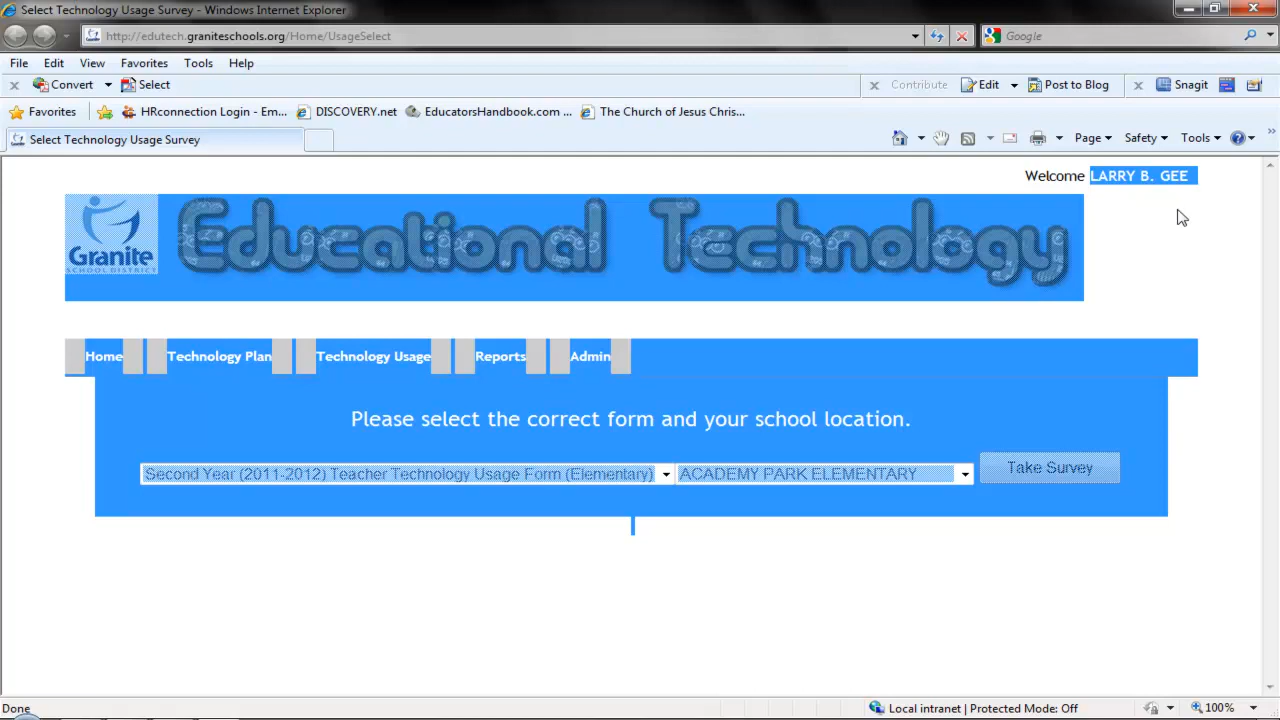 Select Technology Usage Survey - Windows Internet Explorer
http://edutech.graniteschools.org/Home/UsageSelect
Google
File Edit View Favorites Tools Help
Convert Select Contribute Edit Post to Blog Snagit
Favorites HRconnection Login - Em... DISCOVERY.net EducatorsHandbook.com ... The Church of Jesus Chris...
Select Technology Usage Survey
Page Safety Tools
Welcome LARRY B. GEE
Granite
SCHOOL DISTRICT
Educational Technology
Home Technology Plan Technology Usage Reports Admin
Please select the correct form and your school location.
Second Year (2011-2012) Teacher Technology Usage Form (Elementary) ACADEMY PARK ELEMENTARY Take Survey
Done Local intranet | Protected Mode: Off 100%